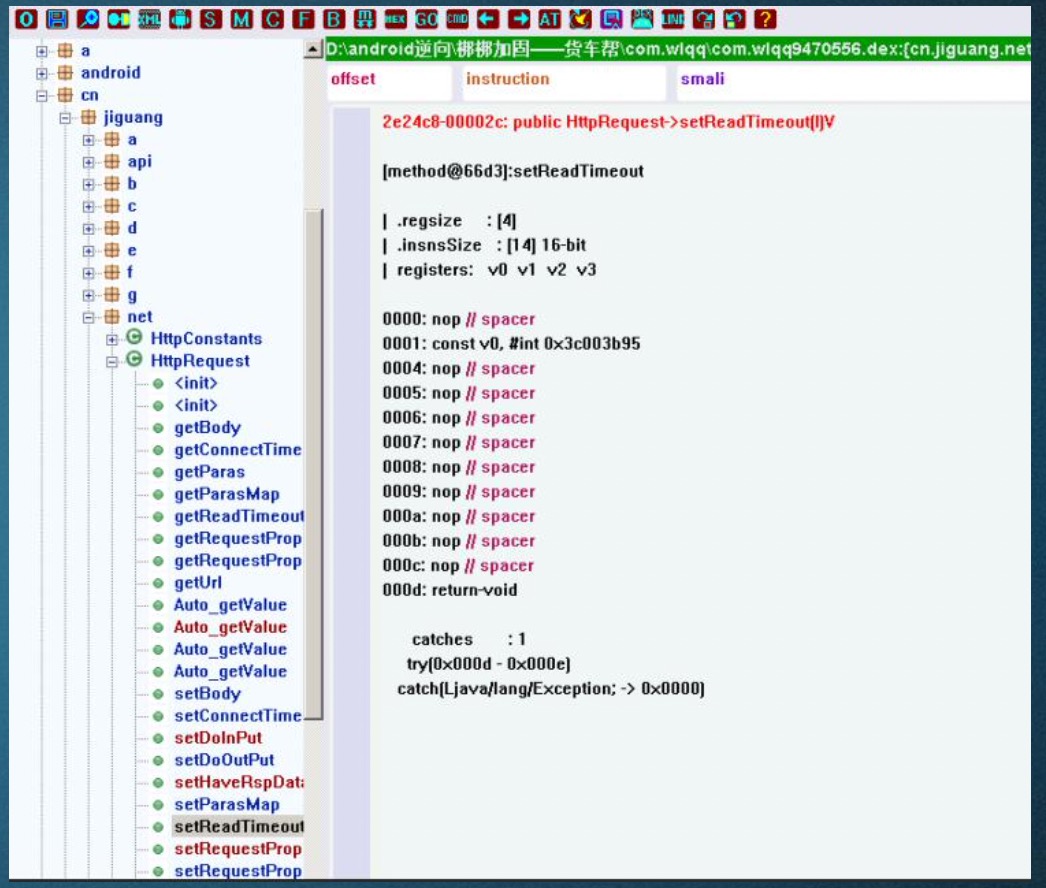 O XML S M C F B HEX GO CMD AT DEX LINK ?
a
android
cn
jiguang
a
api
b
c
d
e
f
g
net
HttpConstants
HttpRequest
<init>
<init>
getBody
getConnectTime
getParas
getParasMap
getReadTimeout
getRequestProp
getRequestProp
getUrl
Auto_getValue
Auto_getValue
Auto_getValue
Auto_getValue
setBody
setConnectTime
setDoInPut
setDoOutPut
setHaveRspData
setParasMap
setReadTimeout
setRequestProp
setRequestProp
D:\android逆向\梆梆加固——货车帮\com.wlqq\com.wlqq9470556.dex:{cn.jiguang.net
offset instruction smali
2e24c8-00002c: public HttpRequest->setReadTimeout(I)V
[method@66d3]:setReadTimeout
| .regsize : [4]
| .insnsSize : [14] 16-bit
| registers: v0 v1 v2 v3
0000: nop // spacer
0001: const v0, #int 0x3c003b95
0004: nop // spacer
0005: nop // spacer
0006: nop // spacer
0007: nop // spacer
0008: nop // spacer
0009: nop // spacer
000a: nop // spacer
000b: nop // spacer
000c: nop // spacer
000d: return-void
catches : 1
try(0x000d - 0x000e)
catch(Ljava/lang/Exception; -> 0x0000)